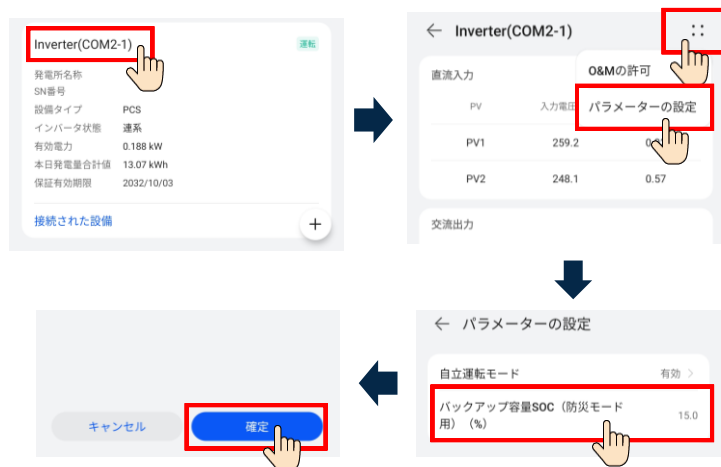 Inverter(COM2-1)
運転
発電所名称
SN番号
設備タイプ PCS
インバータ状態 連系
有効電力 0.188 kW
本日発電量合計値 13.07 kWh
保証有効期限 2032/10/03
接続された設備
+
Inverter(COM2-1)
直流入力 O&Mの許可
PV 入力電圧 パラメーターの設定
PV1 259.2
PV2 248.1 0.57
交流出力
パラメーターの設定
自立運転モード 有効
バックアップ容量SOC（防災モード
用）（%） 15.0
キャンセル 確定